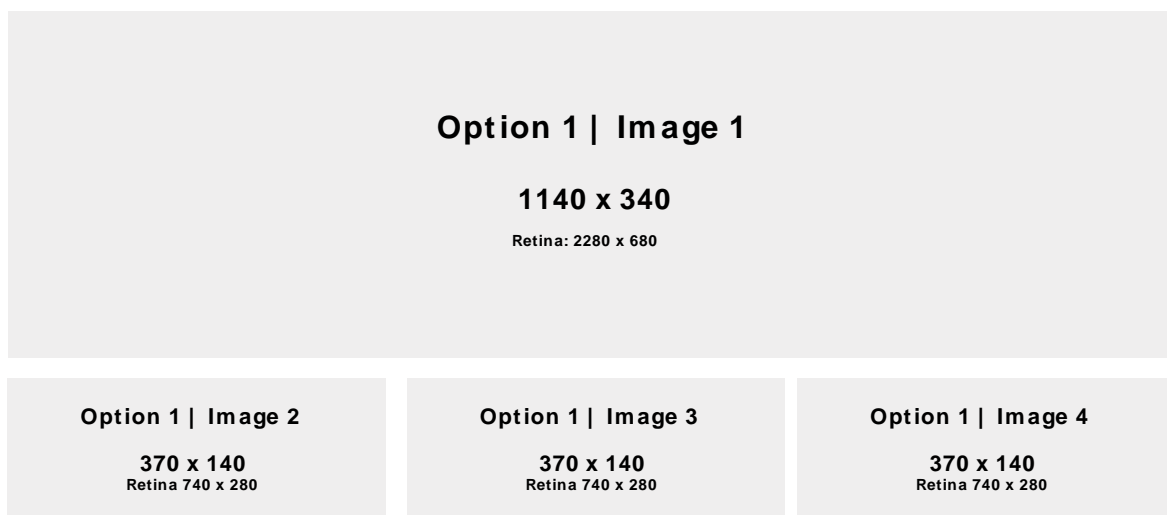 Option 1 | Image 1
1140 x 340
Retina: 2280 x 680
Option 1 | Image 2
370 x 140
Retina 740 x 280
Option 1 | Image 3
370 x 140
Retina 740 x 280
Option 1 | Image 4
370 x 140
Retina 740 x 280